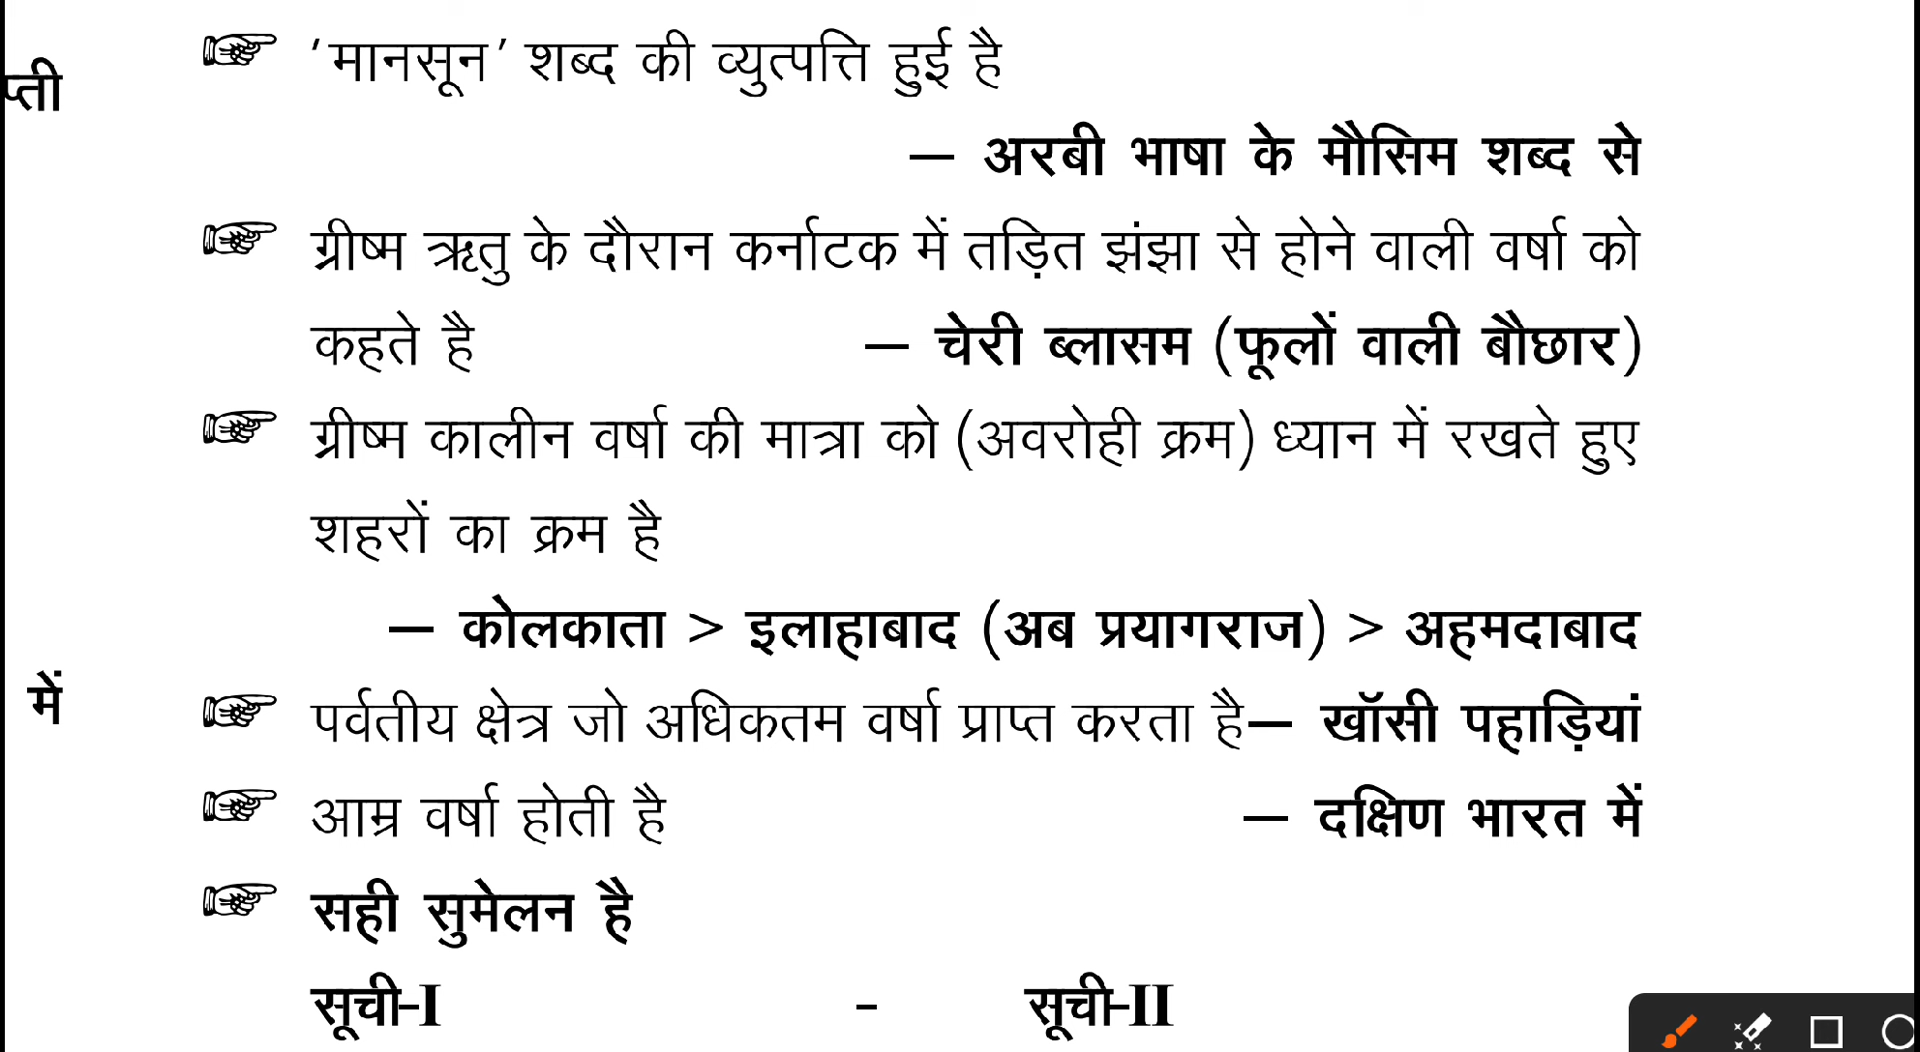 प्ती
☞ 'मानसून' शब्द की व्युत्पत्ति हुई है
— अरबी भाषा के मौसिम शब्द से
☞ ग्रीष्म ऋतु के दौरान कर्नाटक में तड़ित झंझा से होने वाली वर्षा को
कहते है — चेरी ब्लासम (फूलों वाली बौछार)
☞ ग्रीष्म कालीन वर्षा की मात्रा को (अवरोही क्रम) ध्यान में रखते हुए
शहरों का क्रम है
— कोलकाता > इलाहाबाद (अब प्रयागराज) > अहमदाबाद
में
☞ पर्वतीय क्षेत्र जो अधिकतम वर्षा प्राप्त करता है— खॉसी पहाड़ियां
☞ आम्र वर्षा होती है — दक्षिण भारत में
☞ सही सुमेलन है
सूची-I - सूची-II